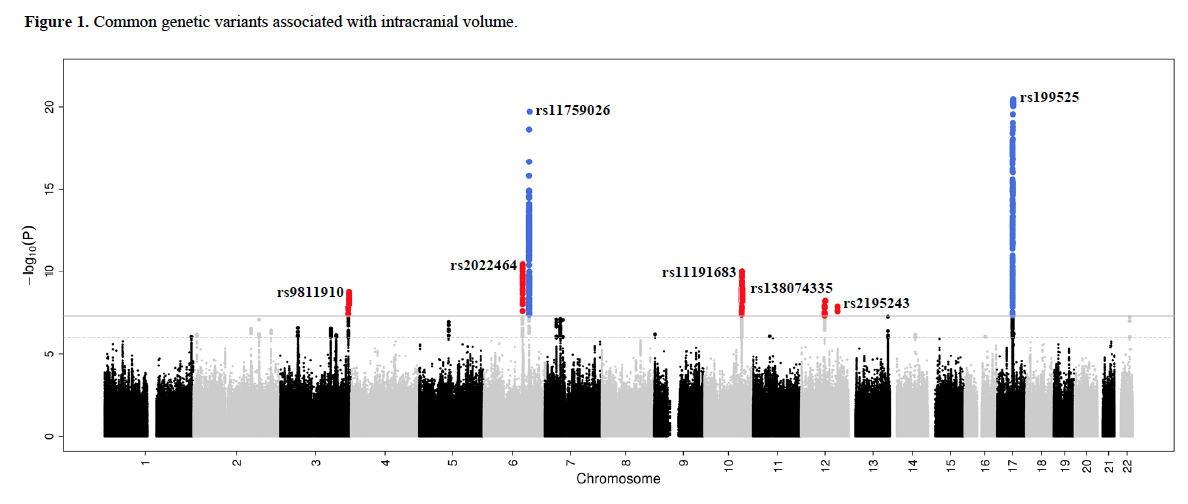 Figure 1. Common genetic variants associated with intracranial volume.
rs199525
rs11759026
rs2022464
rs11191683
rs9811910
rs138074335
rs2195243
− log10(P)
20
15
10
5
0
1 2 3 4 5 6 7 8 9 10 11 12 13 14 15 16 17 18 19 20 21 22
Chromosome